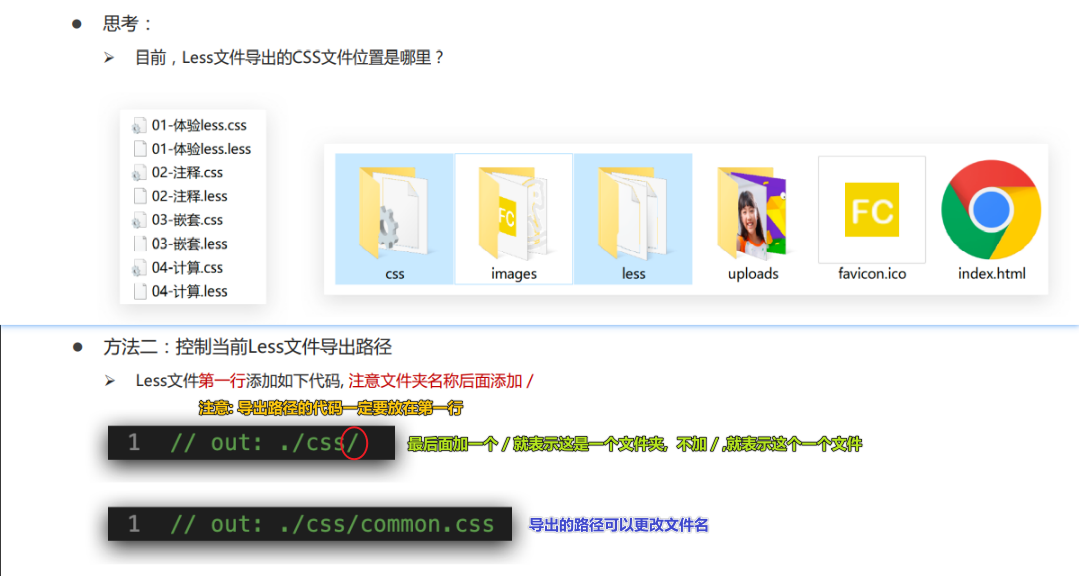 思考：
目前，Less文件导出的CSS文件位置是哪里？
01-体验less.css
01-体验less.less
02-注释.css
02-注释.less
03-嵌套.css
03-嵌套.less
04-计算.css
04-计算.less
FC
FC
css
images
less
uploads
favicon.ico
index.html
方法二：控制当前Less文件导出路径
Less文件第一行添加如下代码, 注意文件夹名称后面添加 /
注意: 导出路径的代码一定要放在第一行
1 // out: ./css/
最后面加一个 / 就表示这是一个文件夹, 不加 / ,就表示这个一个文件
1 // out: ./css/common.css
导出的路径可以更改文件名